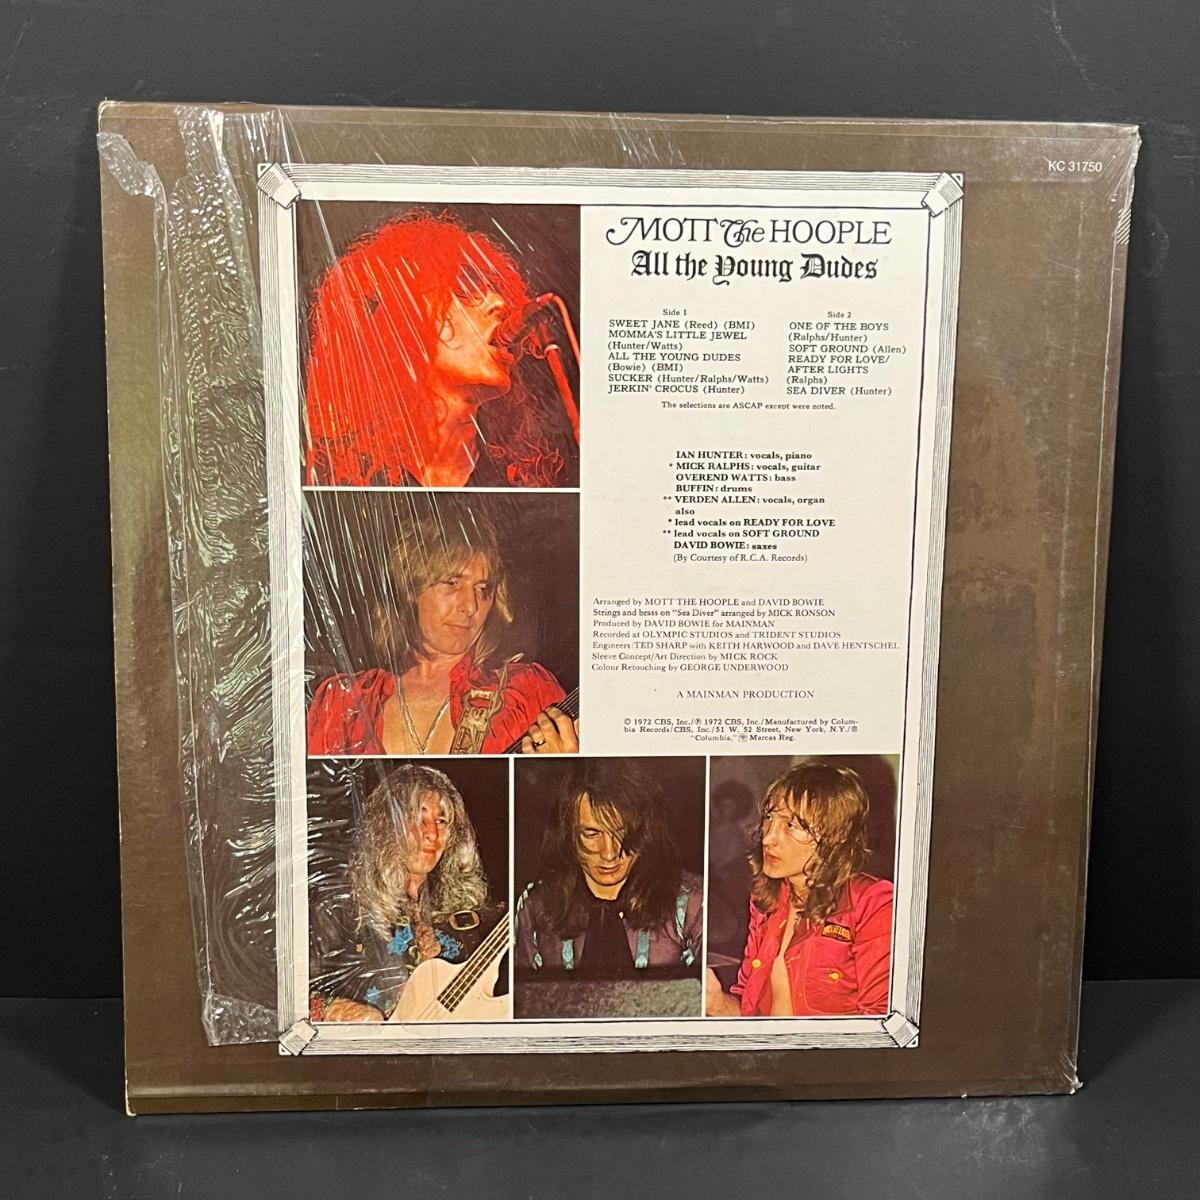 KC 31750
MOTT The HOOPLE
All the Young Dudes
Side 1
SWEET JANE (Reed) (BMI)
MOMMA'S LITTLE JEWEL
(Hunter/Watts)
ALL THE YOUNG DUDES
(Bowie) (BMI)
SUCKER (Hunter/Ralphs/Watts)
JERKIN' CROCUS (Hunter)
Side 2
ONE OF THE BOYS
(Ralphs/Hunter)
SOFT GROUND (Allen)
READY FOR LOVE/
AFTER LIGHTS
(Ralphs)
SEA DIVER (Hunter)
The selections are ASCAP except were noted.
IAN HUNTER: vocals, piano
* MICK RALPHS: vocals, guitar
OVEREND WATTS: bass
BUFFIN: drums
** VERDEN ALLEN: vocals, organ
also
* lead vocals on READY FOR LOVE
** lead vocals on SOFT GROUND
DAVID BOWIE: saxes
(By Courtesy of R.C.A. Records)
Arranged by MOTT THE HOOPLE and DAVID BOWIE
Strings and brass on "Sea Diver" arranged by MICK RONSON
Produced by DAVID BOWIE for MAINMAN
Recorded at OLYMPIC STUDIOS and TRIDENT STUDIOS
Engineers: TED SHARP with KEITH HARWOOD and DAVE HENTSCHEL
Sleeve Concept/Art Direction by MICK ROCK
Colour Retouching by GEORGE UNDERWOOD
A MAINMAN PRODUCTION
© 1972 CBS, Inc./℗ 1972 CBS, Inc./Manufactured by Colum-
bia Records/CBS, Inc./51 W. 52 Street, New York, N.Y./®
"Columbia," Marcas Reg.